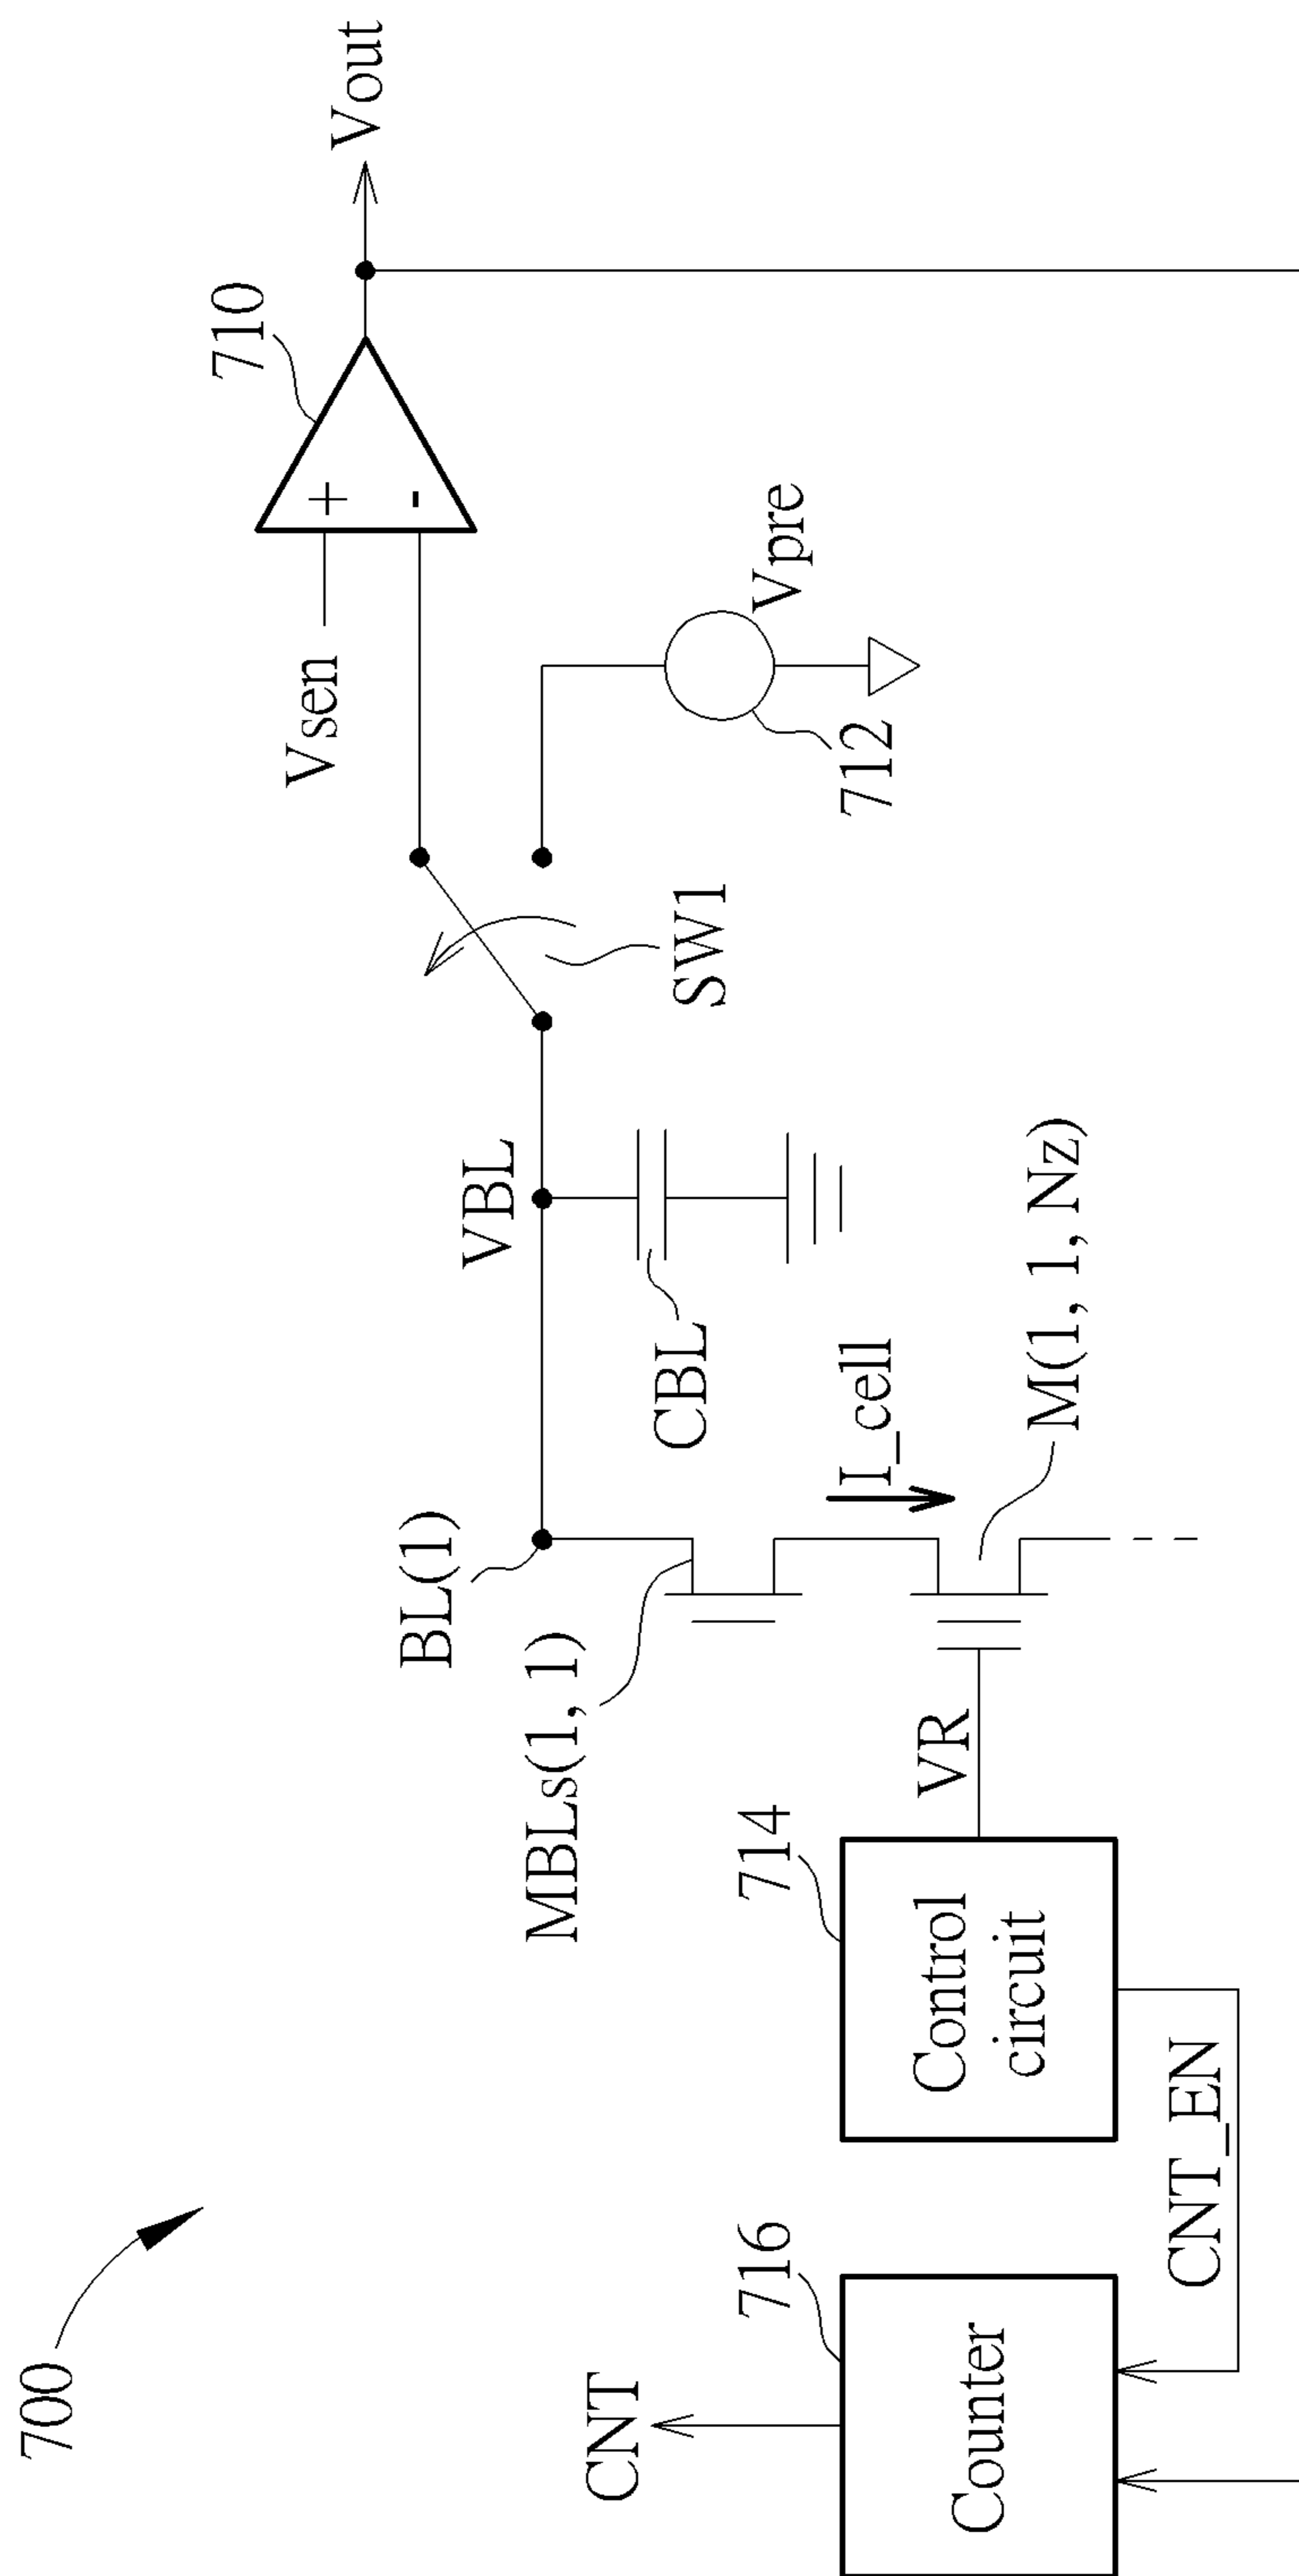 700
710
Vout
Vsen
+
-
Vpre
712
SW1
VBL
CBL
BL(1)
MBLs(1, 1)
I_cell
M(1, 1, Nz)
VR
714
Control
circuit
CNT_EN
716
Counter
CNT